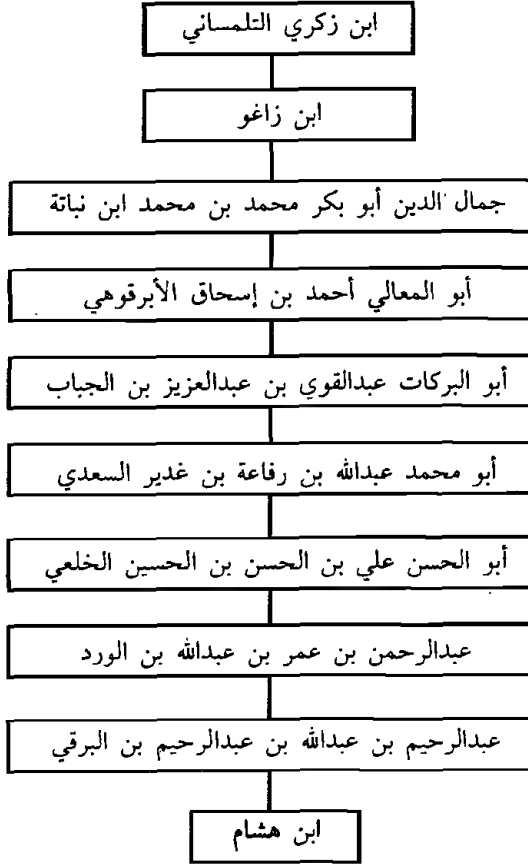 ابن زكري التلمساني
ابن زاغو
جمال الدين أبو بكر محمد بن محمد ابن نباتة
أبو المعالي أحمد بن إسحاق الأبرقوهي
أبو البركات عبدالقوي بن عبدالعزيز بن الجباب
أبو محمد عبدالله بن رفاعة بن غدير السعدي
أبو الحسن علي بن الحسن بن الحسين الخلعي
عبدالرحمن بن عمر بن عبدالله بن الورد
عبدالرحيم بن عبدالله بن عبدالرحيم بن البرقي
ابن هشام